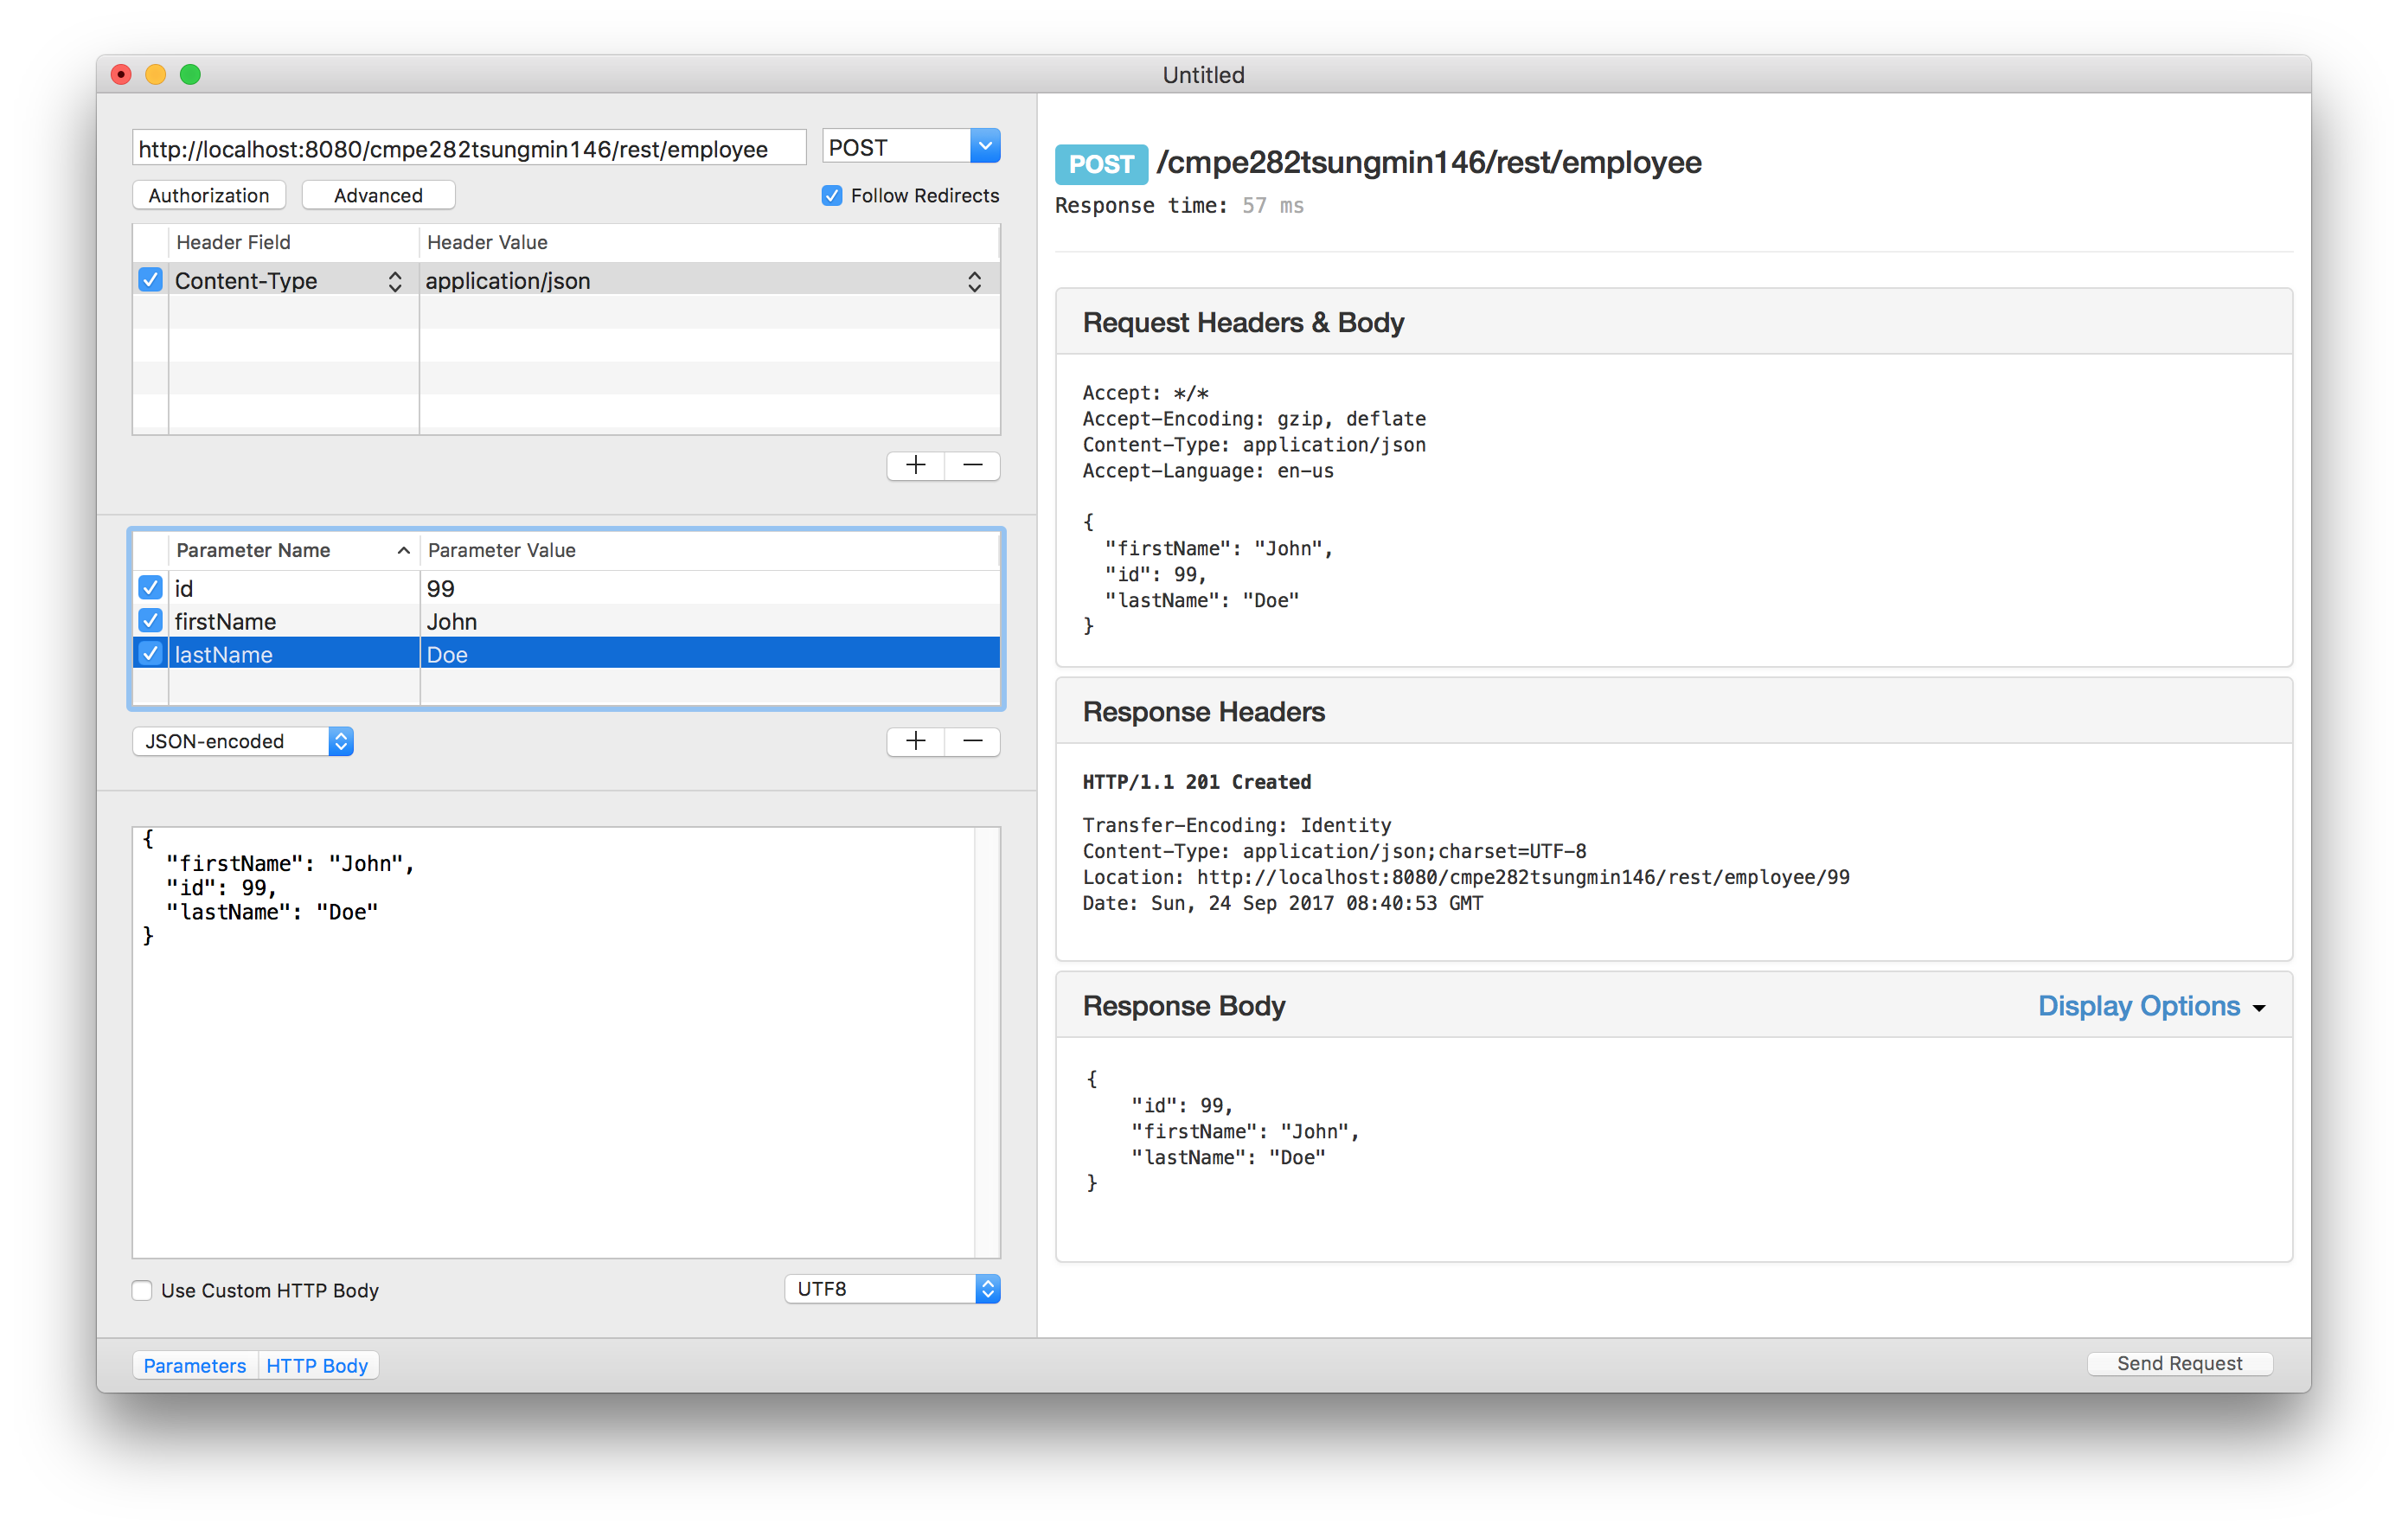 Untitled
http://localhost:8080/cmpe282tsungmin146/rest/employee
POST
Authorization
Advanced
Follow Redirects
Header Field
Header Value
Content-Type
application/json
Parameter Name
Parameter Value
id
99
firstName
John
lastName
Doe
JSON-encoded
{
"firstName": "John",
"id": 99,
"lastName": "Doe"
}
Use Custom HTTP Body
UTF8
Parameters
HTTP Body
POST /cmpe282tsungmin146/rest/employee
Response time: 57 ms
Request Headers & Body
Accept: */*
Accept-Encoding: gzip, deflate
Content-Type: application/json
Accept-Language: en-us
{
"firstName": "John",
"id": 99,
"lastName": "Doe"
}
Response Headers
HTTP/1.1 201 Created
Transfer-Encoding: Identity
Content-Type: application/json;charset=UTF-8
Location: http://localhost:8080/cmpe282tsungmin146/rest/employee/99
Date: Sun, 24 Sep 2017 08:40:53 GMT
Response Body
Display Options
{
"id": 99,
"firstName": "John",
"lastName": "Doe"
}
Send Request